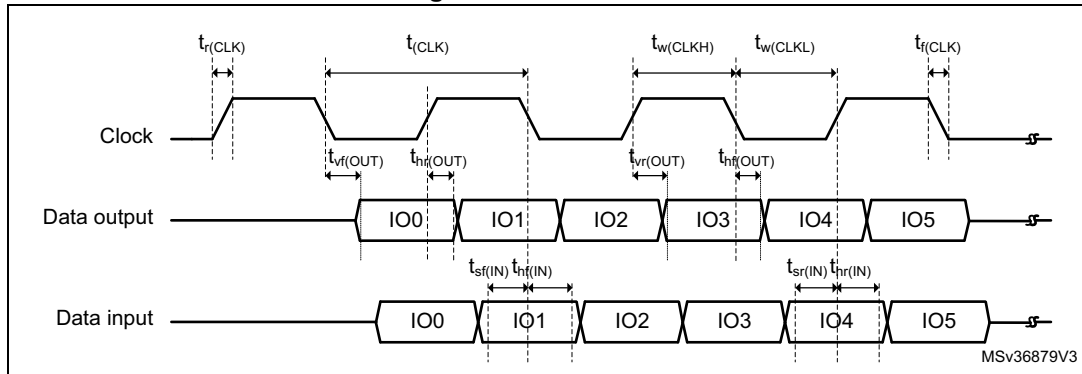 tr(CLK) t(CLK) tw(CLKH) tw(CLKL) tf(CLK)
Clock
tvf(OUT) thr(OUT) tvr(OUT) thf(OUT)
Data output IO0 IO1 IO2 IO3 IO4 IO5
tsf(IN) thf(IN) tsr(IN) thr(IN)
Data input IO0 IO1 IO2 IO3 IO4 IO5
MSv36879V3